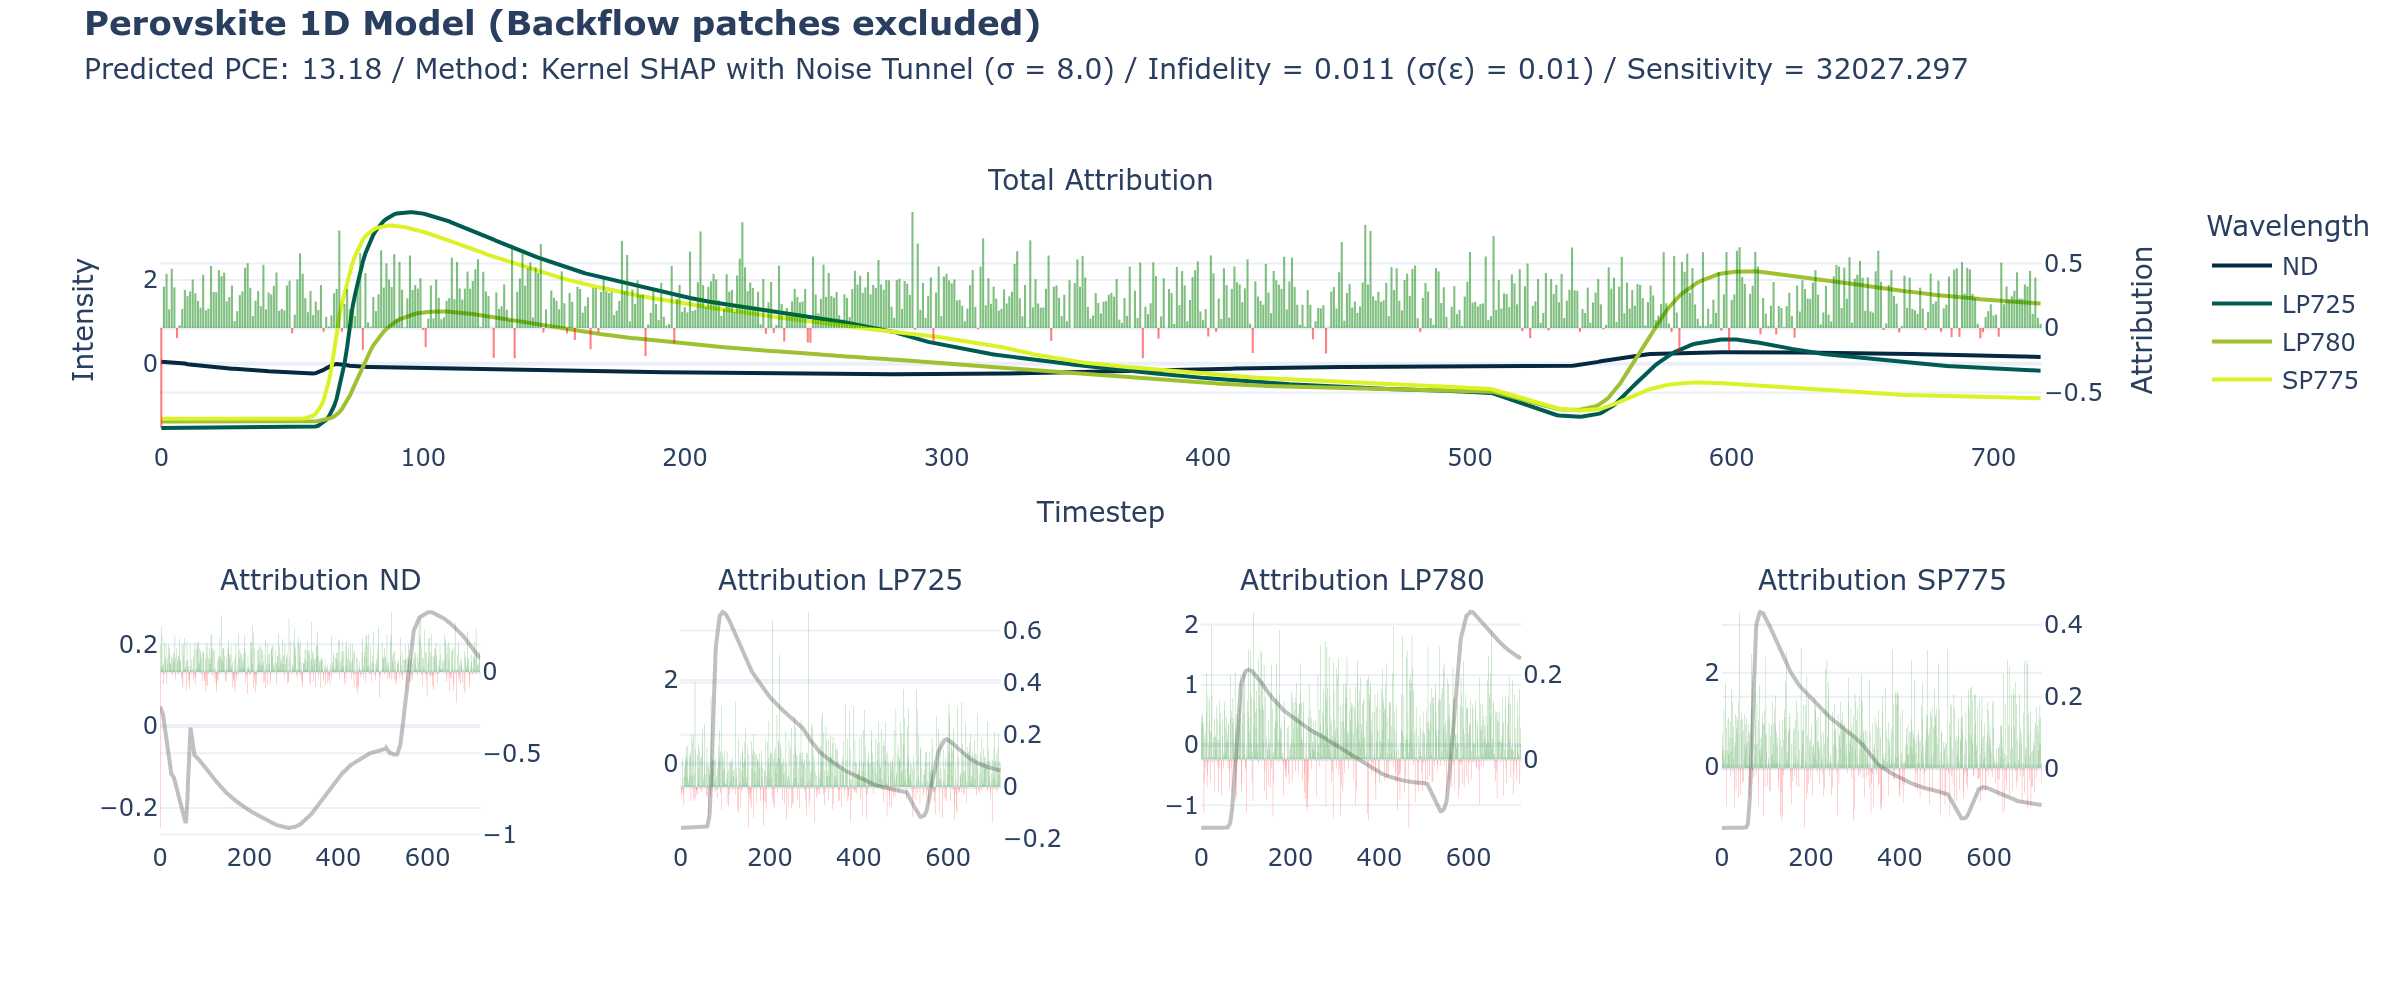 Perovskite 1D Model (Backflow patches excluded)
Predicted PCE: 13.18 / Method: Kernel SHAP with Noise Tunnel (σ = 8.0) / Infidelity = 0.011 (σ(ε) = 0.01) / Sensitivity = 32027.297
Total Attribution
Intensity
2
0
0.5
0
−0.5
Attribution
0 100 200 300 400 500 600 700
Timestep
Wavelength
ND
LP725
LP780
SP775
Attribution ND
0.2
0
−0.2
0
−0.5
−1
0 200 400 600
Attribution LP725
2
0
0.6
0.4
0.2
0
−0.2
0 200 400 600
Attribution LP780
2
1
0
−1
0.2
0
0 200 400 600
Attribution SP775
2
0
0.4
0.2
0
0 200 400 600